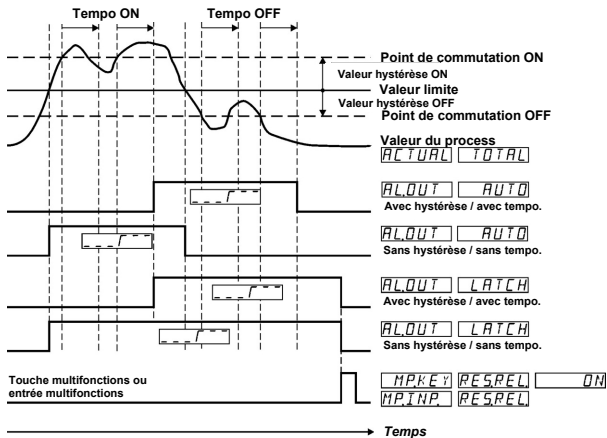 Tempo ON Tempo OFF
Point de commutation ON
Valeur hystérèse ON
Valeur limite
Valeur hystérèse OFF
Point de commutation OFF
Valeur du process
ACTUAL TOTAL
AL.OUT AUTO
Avec hystérèse / avec tempo.
AL.OUT AUTO
Sans hystérèse / sans tempo.
AL.OUT LATCH
Avec hystérèse / avec tempo.
AL.OUT LATCH
Sans hystérèse / sans tempo.
Touche multifonctions ou
entrée multifonctions
MP.KEY RES.REL. ON
MP.INP. RES.REL.
Temps